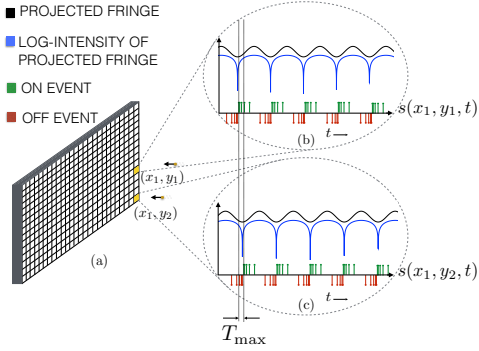 PROJECTED FRINGE
LOG-INTENSITY OF
PROJECTED FRINGE
ON EVENT
OFF EVENT
s(x₁, y₁, t)
(b)
t
(x₁, y₁)
(x₁, y₂)
(a)
s(x₁, y₂, t)
t
(c)
Tmax